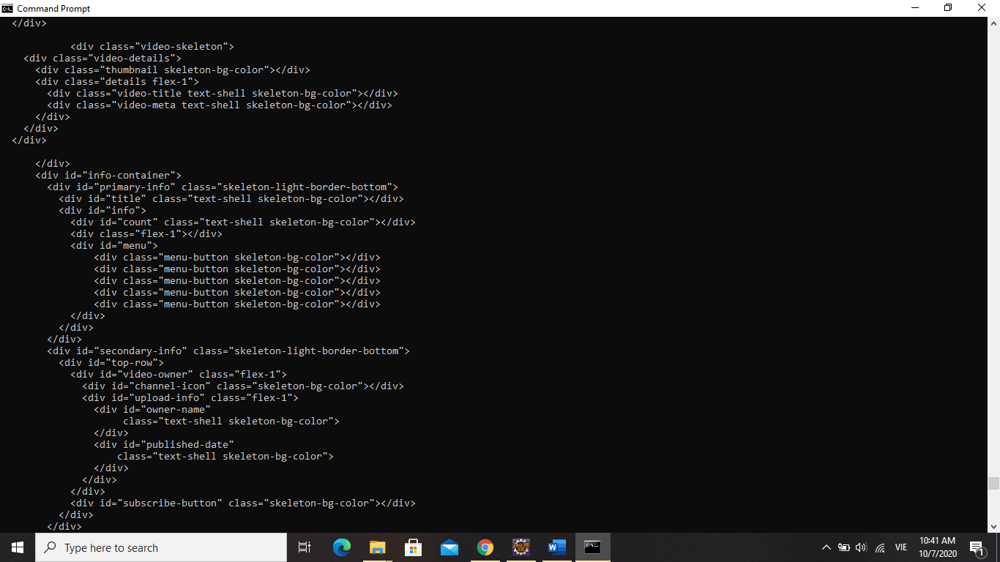 Command Prompt
</div>
<div class="video-skeleton">
<div class="video-details">
<div class="thumbnail skeleton-bg-color"></div>
<div class="details flex-1">
<div class="video-title text-shell skeleton-bg-color"></div>
<div class="video-meta text-shell skeleton-bg-color"></div>
</div>
</div>
</div>
</div>
<div id="info-container">
<div id="primary-info" class="skeleton-light-border-bottom">
<div id="title" class="text-shell skeleton-bg-color"></div>
<div id="info">
<div id="count" class="text-shell skeleton-bg-color"></div>
<div class="flex-1"></div>
<div id="menu">
<div class="menu-button skeleton-bg-color"></div>
<div class="menu-button skeleton-bg-color"></div>
<div class="menu-button skeleton-bg-color"></div>
<div class="menu-button skeleton-bg-color"></div>
<div class="menu-button skeleton-bg-color"></div>
</div>
</div>
</div>
<div id="secondary-info" class="skeleton-light-border-bottom">
<div id="top-row">
<div id="video-owner" class="flex-1">
<div id="channel-icon" class="skeleton-bg-color"></div>
<div id="upload-info" class="flex-1">
<div id="owner-name"
class="text-shell skeleton-bg-color">
</div>
<div id="published-date"
class="text-shell skeleton-bg-color">
</div>
</div>
</div>
<div id="subscribe-button" class="skeleton-bg-color"></div>
</div>
</div>
Type here to search
VIE
10:41 AM
10/7/2020
1